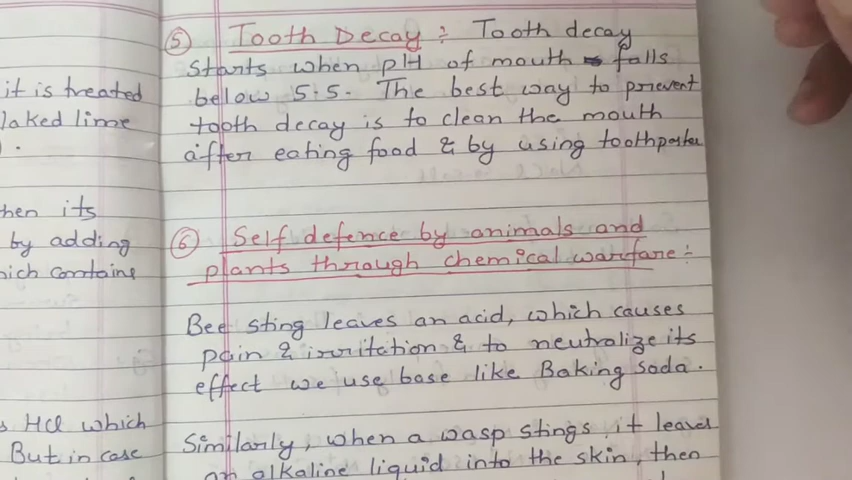 it is treated
laked lime
hen its
by adding
hich contains
s HCl which
But in case
⑤ Tooth Decay ÷ Tooth decay
starts when pH of mouth falls
below 5.5. The best way to prievent
tooth decay is to clean the mouth
after eating food & by using toothpastes
⑥ Self defence by animals and
plants through chemical warfare ÷
Bee sting leaves an acid, which causes
pain & irritation & to neutralize its
effect we use base like Baking soda.
Similarly, when a wasp stings, it leaves
an alkaline liquid into the skin, then